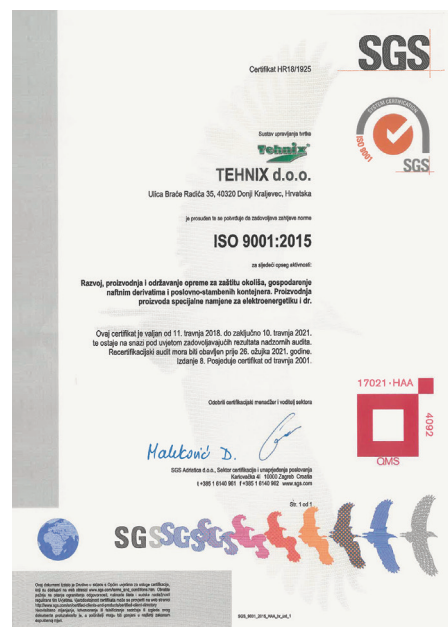 SGS
Certifikat HR18/1925
SYSTEM CERTIFICATION
ISO 9001
SGS
Sustav upravljanja tvrtke
Tehnix
TEHNIX d.o.o.
Ulica Braće Radića 35, 40320 Donji Kraljevec, Hrvatska
je prosuđen te se potvrđuje da zadovoljava zahtjeve norme
ISO 9001:2015
za sljedeći opseg aktivnosti:
Razvoj, proizvodnja i održavanje opreme za zaštitu okoliša, gospodarenje
naftnim derivatima i poslovno-stambenih kontejnera. Proizvodnja
proizvoda specijalne namjene za elektroenergetiku i dr.
Ovaj certifikat je valjan od 11. travnja 2018. do zaključno 10. travnja 2021.
te ostaje na snazi pod uvjetom zadovoljavajućih rezultata nadzornih audita.
Recertifikacijski audit mora biti obavljen prije 26. ožujka 2021. godine.
Izdanje 8. Posjeduje certifikat od travnja 2001.
17021 · HAA
4092
QMS
Odobrili certifikacijski menadžer i voditelj sektora
SGS Adriatica d.o.o., Sektor certifikacije i unaprjeđenja poslovanja
Karlovačka 4l 10000 Zagreb Croatia
t +385 1 6140 961 f +385 1 6140 962 www.sgs.com
Str. 1 od 1
SGSSGSGS
SGS_9001_2015_HAA_hr_int_1